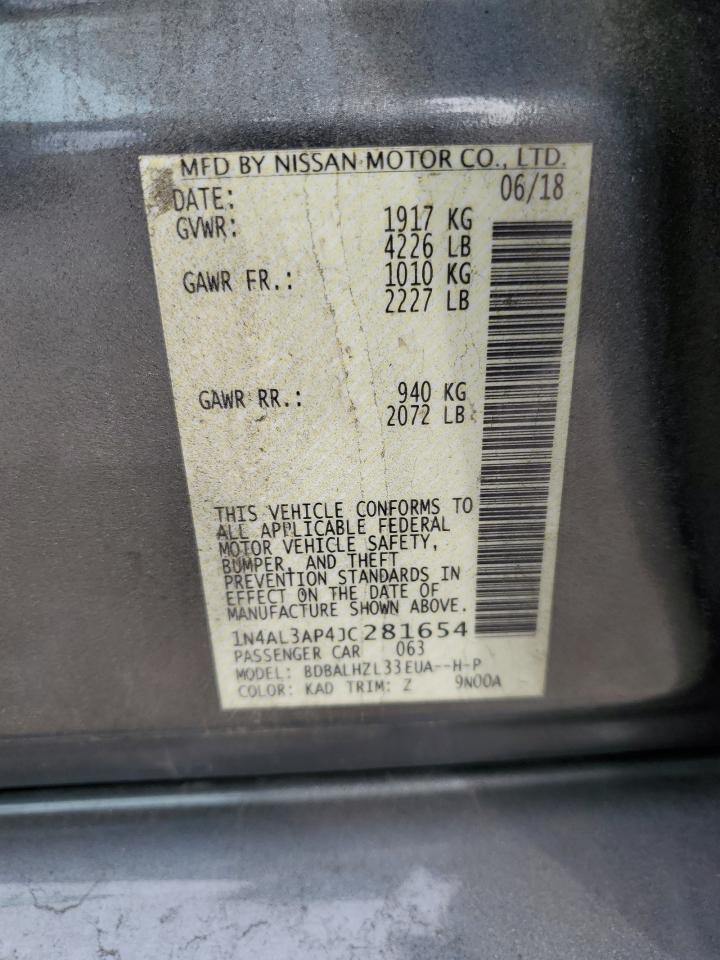 MFD BY NISSAN MOTOR CO., LTD.
DATE: 06/18
GVWR: 1917 KG
4226 LB
GAWR FR.: 1010 KG
2227 LB
GAWR RR.: 940 KG
2072 LB
THIS VEHICLE CONFORMS TO
ALL APPLICABLE FEDERAL
MOTOR VEHICLE SAFETY,
BUMPER, AND THEFT
PREVENTION STANDARDS IN
EFFECT ON THE DATE OF
MANUFACTURE SHOWN ABOVE.
1N4AL3AP4JC281654
PASSENGER CAR 063
MODEL: BDBALHZL33EUA--H-P
COLOR: KAD TRIM: Z 9N00A